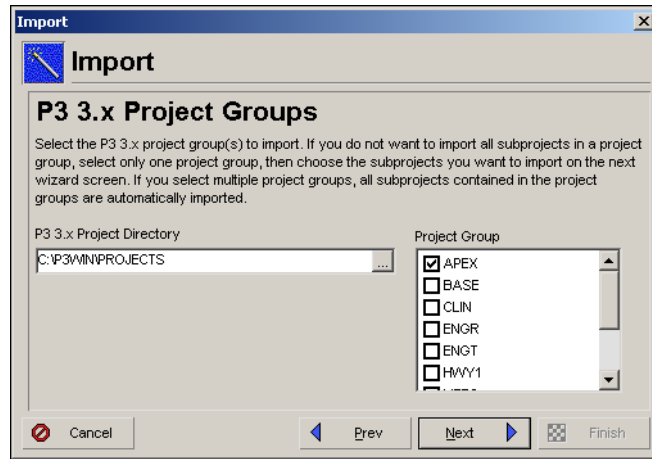 Import
Import
P3 3.x Project Groups
Select the P3 3.x project group(s) to import. If you do not want to import all subprojects in a project
group, select only one project group, then choose the subprojects you want to import on the next
wizard screen. If you select multiple project groups, all subprojects contained in the project
groups are automatically imported.
P3 3.x Project Directory
C:\P3WIN\PROJECTS
...
Project Group
APEX
BASE
CLIN
ENGR
ENGT
HWY1
Cancel
Prev
Next
Finish